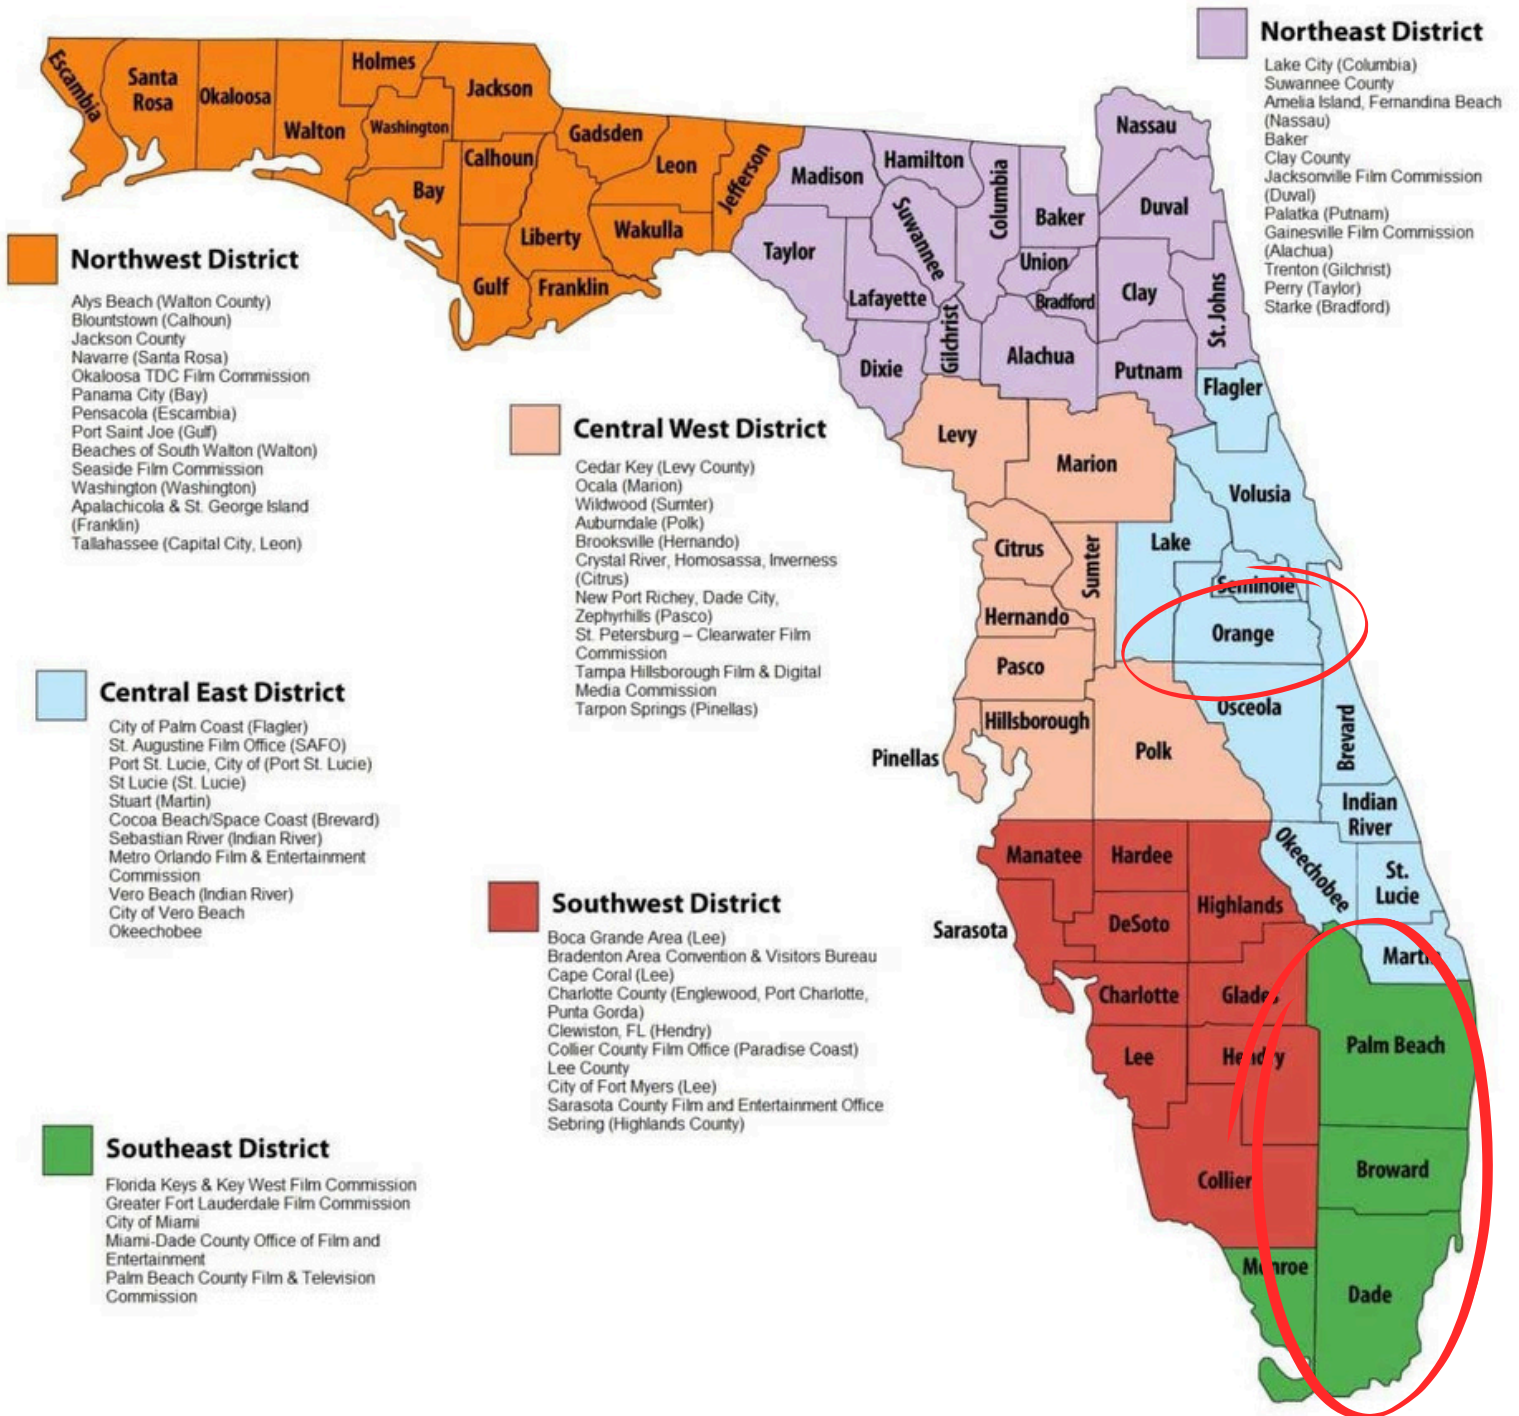 Northeast District
Lake City (Columbia)
Suwannee County
Amelia Island, Fernandina Beach
(Nassau)
Baker
Clay County
Jacksonville Film Commission
(Duval)
Palatka (Putnam)
Gainesville Film Commission
(Alachua)
Trenton (Gilchrist)
Perry (Taylor)
Starke (Bradford)
Northwest District
Alys Beach (Walton County)
Blountstown (Calhoun)
Jackson County
Navarre (Santa Rosa)
Okaloosa TDC Film Commission
Panama City (Bay)
Pensacola (Escambia)
Port Saint Joe (Gulf)
Beaches of South Walton (Walton)
Seaside Film Commission
Washington (Washington)
Apalachicola & St. George Island
(Franklin)
Tallahassee (Capital City, Leon)
Central West District
Cedar Key (Levy County)
Ocala (Marion)
Wildwood (Sumter)
Auburndale (Polk)
Brooksville (Hernando)
Crystal River, Homosassa, Inverness
(Citrus)
New Port Richey, Dade City,
Zephyrhills (Pasco)
St. Petersburg – Clearwater Film
Commission
Tampa Hillsborough Film & Digital
Media Commission
Tarpon Springs (Pinellas)
Central East District
City of Palm Coast (Flagler)
St. Augustine Film Office (SAFO)
Port St. Lucie, City of (Port St. Lucie)
St Lucie (St. Lucie)
Stuart (Martin)
Cocoa Beach/Space Coast (Brevard)
Sebastian River (Indian River)
Metro Orlando Film & Entertainment
Commission
Vero Beach (Indian River)
City of Vero Beach
Okeechobee
Southwest District
Boca Grande Area (Lee)
Bradenton Area Convention & Visitors Bureau
Cape Coral (Lee)
Charlotte County (Englewood, Port Charlotte,
Punta Gorda)
Clewiston, FL (Hendry)
Collier County Film Office (Paradise Coast)
Lee County
City of Fort Myers (Lee)
Sarasota County Film and Entertainment Office
Sebring (Highlands County)
Southeast District
Florida Keys & Key West Film Commission
Greater Fort Lauderdale Film Commission
City of Miami
Miami-Dade County Office of Film and
Entertainment
Palm Beach County Film & Television
Commission
Escambia
Santa
Rosa
Okaloosa
Walton
Holmes
Washington
Jackson
Calhoun
Bay
Gulf
Liberty
Franklin
Gadsden
Leon
Wakulla
Jefferson
Madison
Hamilton
Taylor
Suwannee
Lafayette
Dixie
Columbia
Gilchrist
Baker
Union
Bradford
Alachua
Nassau
Duval
Clay
St. Johns
Putnam
Flagler
Levy
Marion
Volusia
Citrus
Sumter
Lake
Seminole
Hernando
Orange
Pasco
Osceola
Hillsborough
Pinellas
Polk
Brevard
Indian
River
Manatee
Hardee
Highlands
Okeechobee
St.
Lucie
Sarasota
DeSoto
Martin
Charlotte
Glades
Palm Beach
Lee
Hendry
Collier
Broward
Monroe
Dade